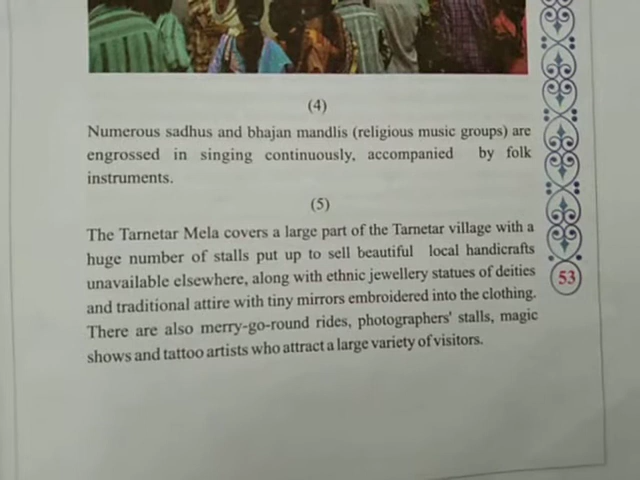 (4)
Numerous sadhus and bhajan mandlis (religious music groups) are
engrossed in singing continuously, accompanied by folk
instruments.
(5)
The Tarnetar Mela covers a large part of the Tarnetar village with a
huge number of stalls put up to sell beautiful local handicrafts
unavailable elsewhere, along with ethnic jewellery statues of deities
and traditional attire with tiny mirrors embroidered into the clothing.
There are also merry-go-round rides, photographers' stalls, magic
shows and tattoo artists who attract a large variety of visitors.
53